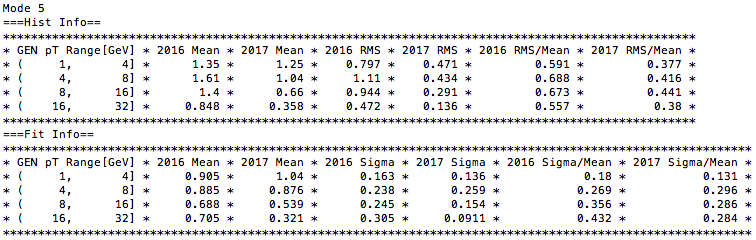 Mode 5
===Hist Info==
***************************************************************************************************
* GEN pT Range[GeV] * 2016 Mean * 2017 Mean * 2016 RMS * 2017 RMS * 2016 RMS/Mean * 2017 RMS/Mean *
* (     1,      4] *      1.35 *      1.25 *    0.797 *    0.471 *         0.591 *         0.377 *
* (     4,      8] *      1.61 *      1.04 *     1.11 *    0.434 *         0.688 *         0.416 *
* (     8,     16] *       1.4 *      0.66 *    0.944 *    0.291 *         0.673 *         0.441 *
* (    16,     32] *     0.848 *     0.358 *    0.472 *    0.136 *         0.557 *          0.38 *
***************************************************************************************************
===Fit Info==
***********************************************************************************************************
* GEN pT Range[GeV] * 2016 Mean * 2017 Mean * 2016 Sigma * 2017 Sigma * 2016 Sigma/Mean * 2017 Sigma/Mean *
* (     1,      4] *     0.905 *      1.04 *      0.163 *      0.136 *            0.18 *           0.131 *
* (     4,      8] *     0.885 *     0.876 *      0.238 *      0.259 *           0.269 *           0.296 *
* (     8,     16] *     0.688 *     0.539 *      0.245 *      0.154 *           0.356 *           0.286 *
* (    16,     32] *     0.705 *     0.321 *      0.305 *     0.0911 *           0.432 *           0.284 *
***********************************************************************************************************